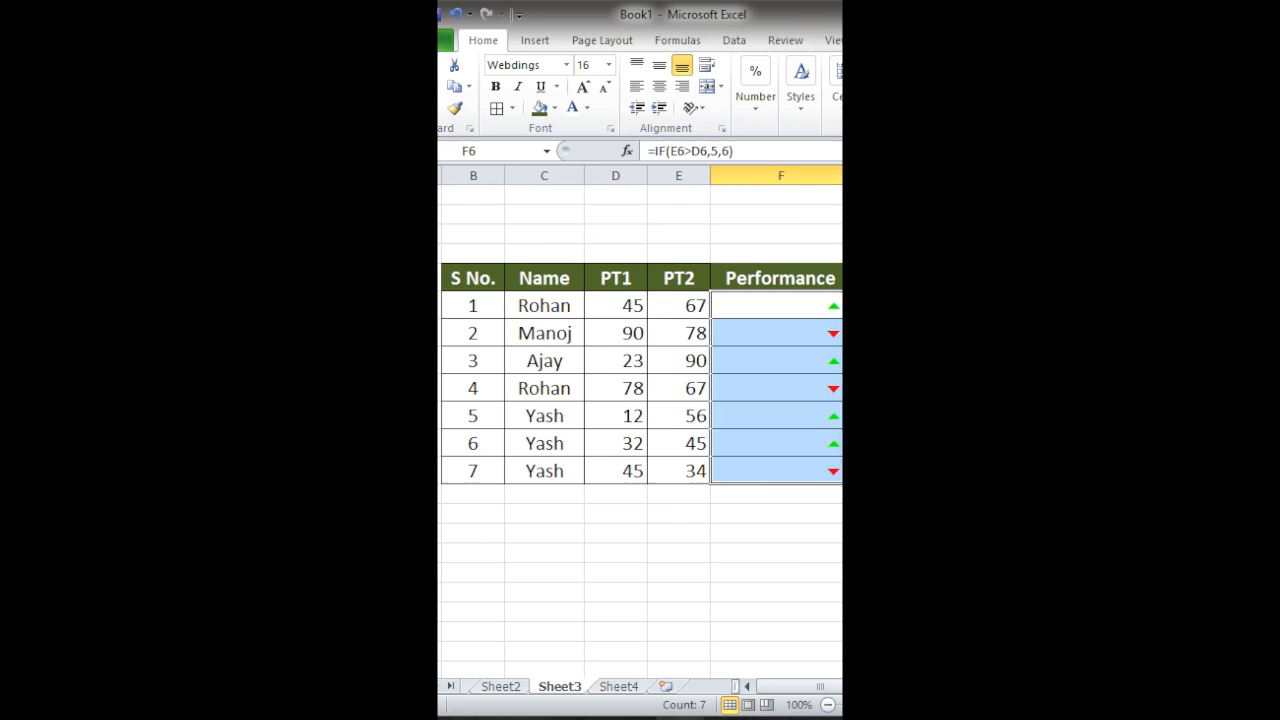 Book1 - Microsoft Excel
Home Insert Page Layout Formulas Data Review
Webdings 16
B I U A A
A
% A
Number Styles
Font Alignment
F6 fx =IF(E6>D6,5,6)
B C D E F
S No. Name PT1 PT2 Performance
1 Rohan 45 67
2 Manoj 90 78
3 Ajay 23 90
4 Rohan 78 67
5 Yash 12 56
6 Yash 32 45
7 Yash 45 34
Sheet2 Sheet3 Sheet4
Count: 7 100%